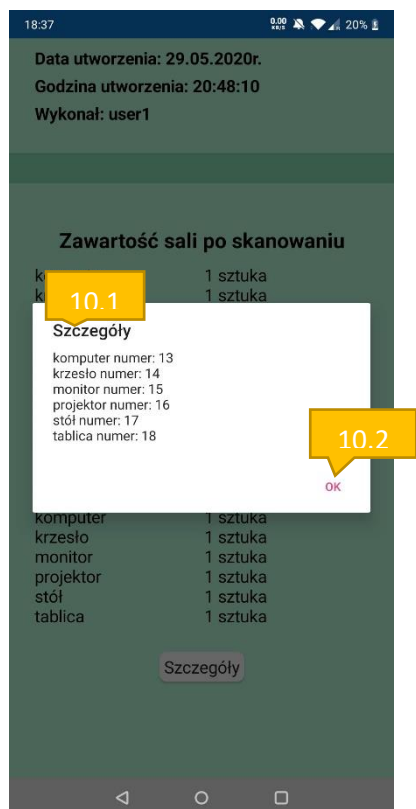 18:37 0.00 KB/S 20%
Data utworzenia: 29.05.2020r.
Godzina utworzenia: 20:48:10
Wykonał: user1
Zawartość sali po skanowaniu
1 sztuka
1 sztuka
10.1
Szczegóły
komputer numer: 13
krzesło numer: 14
monitor numer: 15
projektor numer: 16
stół numer: 17
tablica numer: 18
10.2
OK
komputer 1 sztuka
krzesło 1 sztuka
monitor 1 sztuka
projektor 1 sztuka
stół 1 sztuka
tablica 1 sztuka
Szczegóły